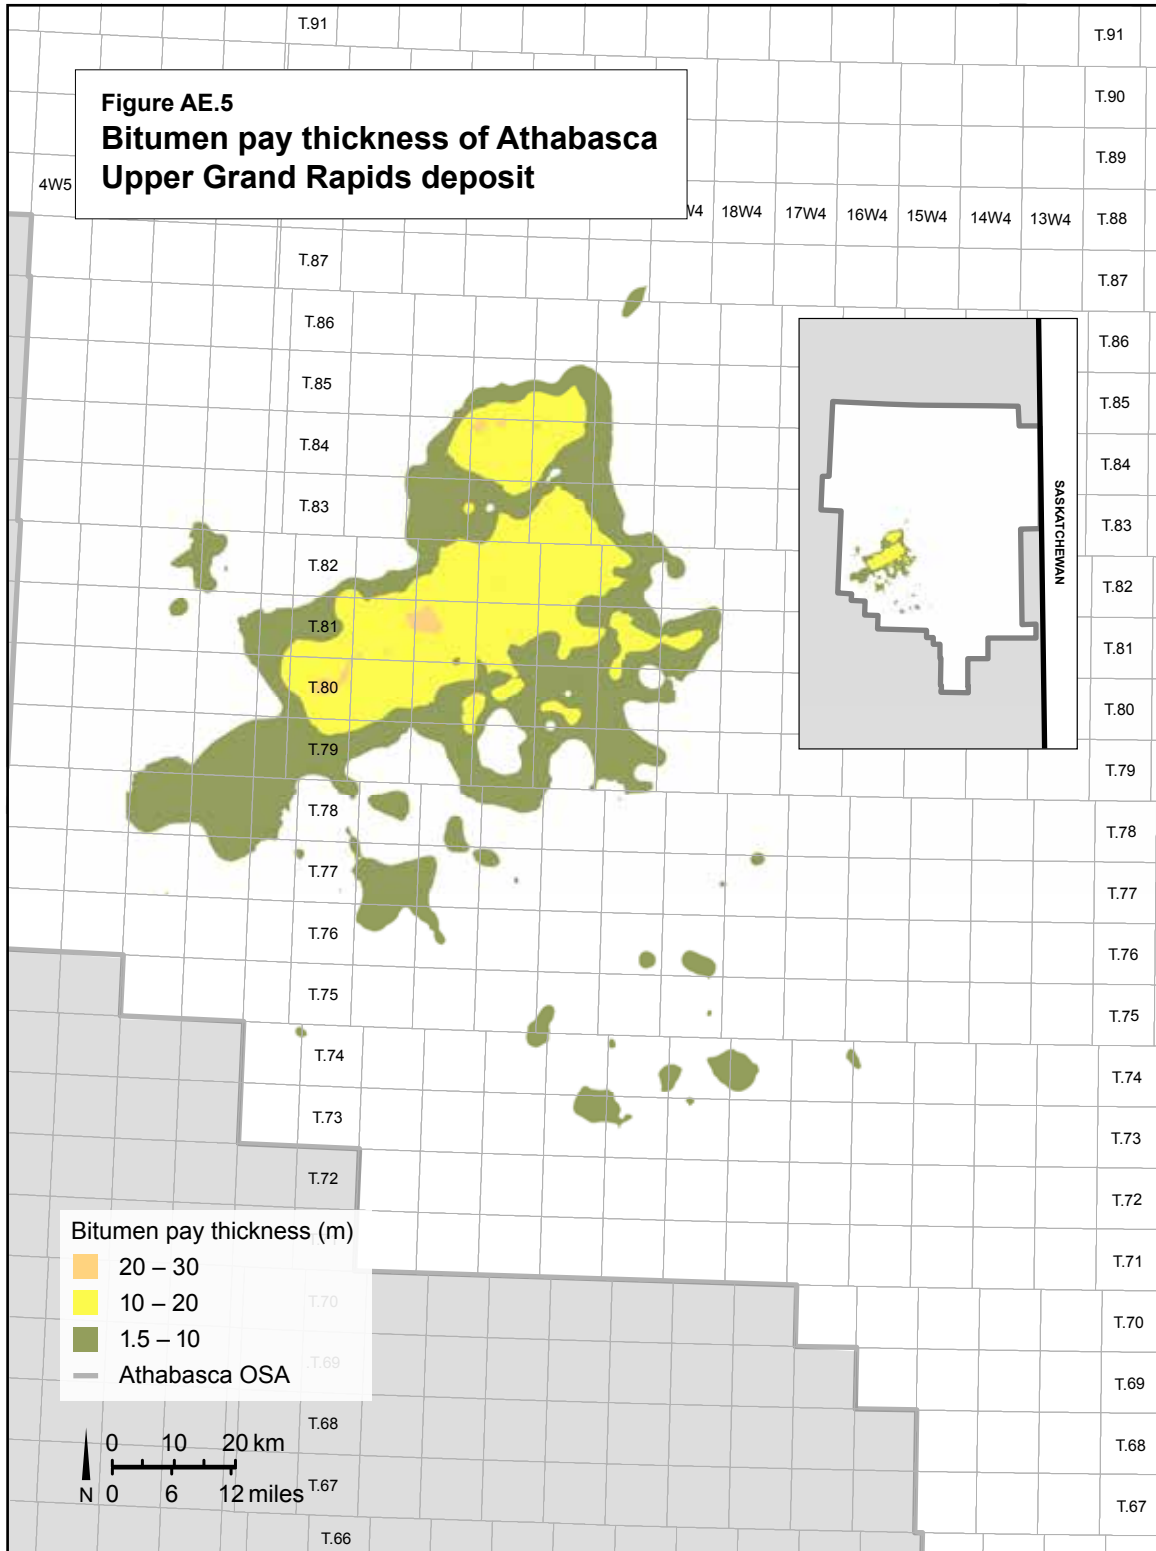 T.91
T.91
Figure AE.5
Bitumen pay thickness of Athabasca
Upper Grand Rapids deposit
T.90
T.89
4W5
W4 18W4 17W4 16W4 15W4 14W4 13W4 T.88
T.87
T.87
T.86
T.86
T.85
T.85
T.84
T.84
T.83
T.83
SASKATCHEWAN
T.82
T.82
T.81
T.81
T.80
T.80
T.79
T.79
T.78
T.78
T.77
T.77
T.76
T.76
T.75
T.75
T.74
T.74
T.73
T.73
T.72
T.72
T.71
Bitumen pay thickness (m)
20 – 30
10 – 20
1.5 – 10
Athabasca OSA
T.70
T.70
T.69
T.69
T.68
T.68
T.67
T.67
T.66
0 10 20 km
N 0 6 12 miles